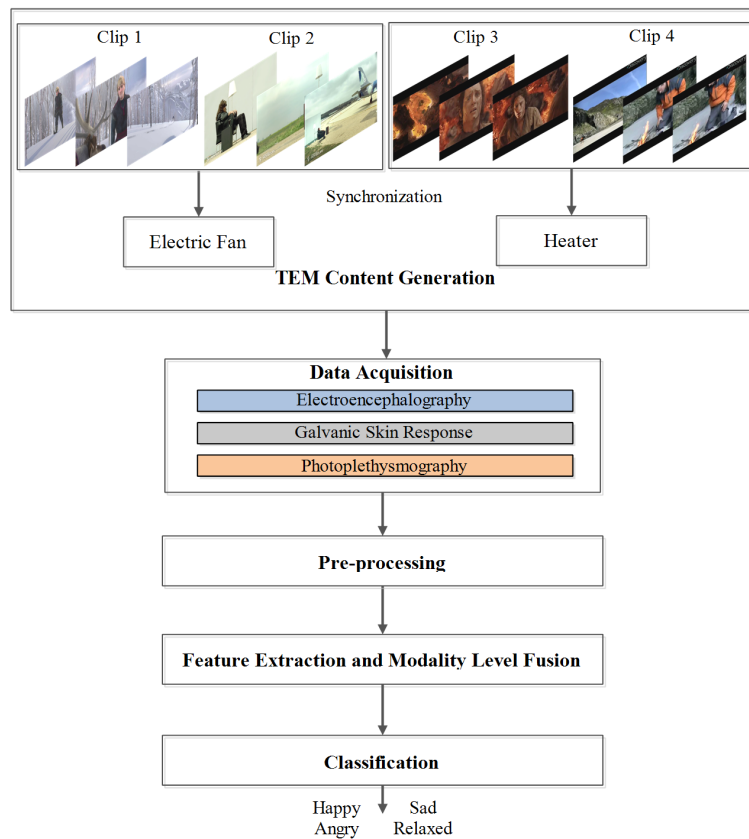 Clip 1
Clip 2
Clip 3
Clip 4
Synchronization
Electric Fan
Heater
TEM Content Generation
Data Acquisition
Electroencephalography
Galvanic Skin Response
Photoplethysmography
Pre-processing
Feature Extraction and Modality Level Fusion
Classification
Happy Sad
Angry Relaxed